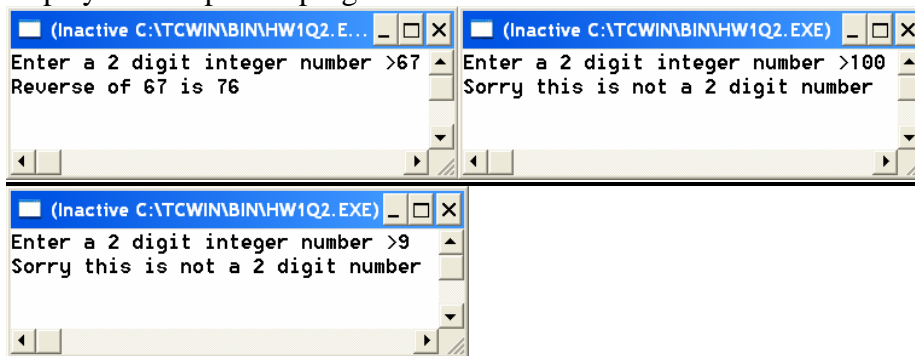 (Inactive C:\TCWIN\BIN\HW1Q2.E...
Enter a 2 digit integer number >67
Reverse of 67 is 76
(Inactive C:\TCWIN\BIN\HW1Q2.EXE)
Enter a 2 digit integer number >100
Sorry this is not a 2 digit number
(Inactive C:\TCWIN\BIN\HW1Q2.EXE)
Enter a 2 digit integer number >9
Sorry this is not a 2 digit number